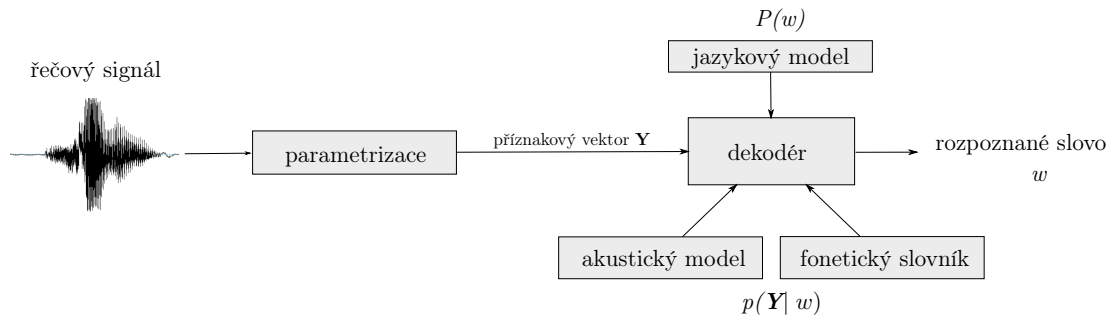 P(w)
jazykový model
řečový signál
parametrizace
příznakový vektor Y
dekodér
rozpoznané slovo
w
akustický model
fonetický slovník
p(Y| w)